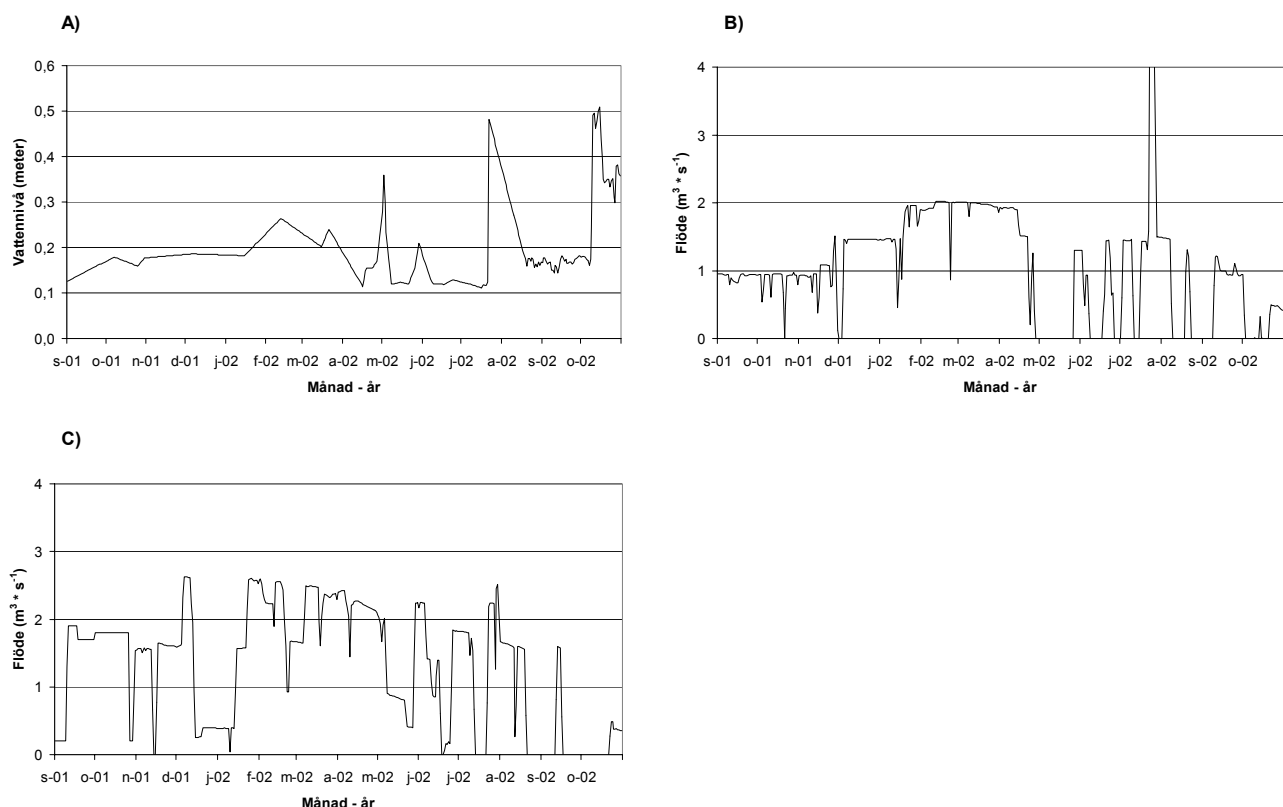 A)
Vattennivå (meter)
0,6
0,5
0,4
0,3
0,2
0,1
0,0
s-01 o-01 n-01 d-01 j-02 f-02 m-02 a-02 m-02 j-02 j-02 a-02 s-02 o-02
Månad - år
B)
Flöde (m³ * s⁻¹)
4
3
2
1
0
s-01 o-01 n-01 d-01 j-02 f-02 m-02 a-02 m-02 j-02 j-02 a-02 s-02 o-02
Månad - år
C)
Flöde (m³ * s⁻¹)
4
3
2
1
0
s-01 o-01 n-01 d-01 j-02 f-02 m-02 a-02 m-02 j-02 j-02 a-02 s-02 o-02
Månad - år